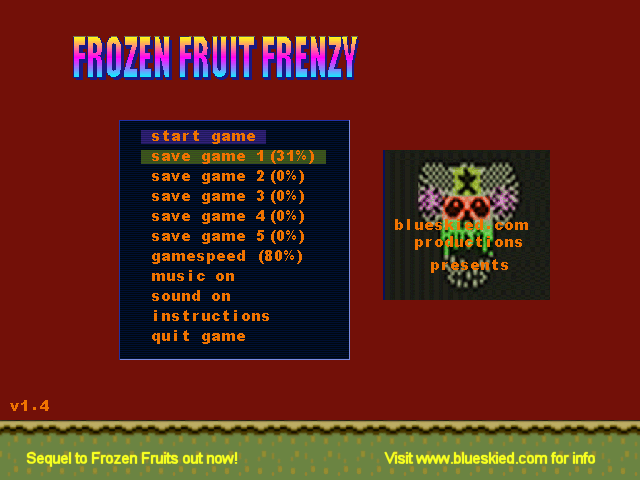 FROZEN FRUIT FRENZY
start game
save game 1 (31%)
save game 2 (0%)
save game 3 (0%)
save game 4 (0%)
save game 5 (0%)
gamespeed (80%)
music on
sound on
instructions
quit game
blueskied.com
productions
presents
v1.4
Sequel to Frozen Fruits out now!
Visit www.blueskied.com for info